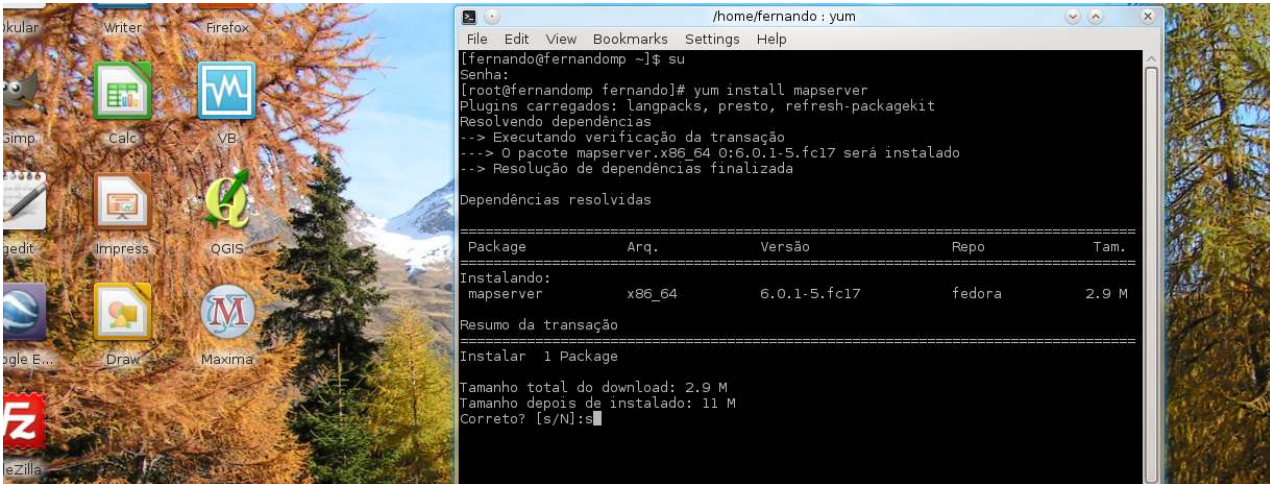 Writer
Firefox
Gimp
Calc
VB
gedit
Impress
QGIS
Draw
Maxima
/home/fernando : yum
File Edit View Bookmarks Settings Help
[fernando@fernandomp ~]$ su
Senha:
[root@fernandomp fernando]# yum install mapserver
Plugins carregados: langpacks, presto, refresh-packagekit
Resolvendo dependências
--> Executando verificação da transação
---> O pacote mapserver.x86_64 0:6.0.1-5.fc17 será instalado
--> Resolução de dependências finalizada
Dependências resolvidas
Package Arq. Versão Repo Tam.
Instalando:
mapserver x86_64 6.0.1-5.fc17 fedora 2.9 M
Resumo da transação
Instalar 1 Package
Tamanho total do download: 2.9 M
Tamanho depois de instalado: 11 M
Correto? [s/N]:s